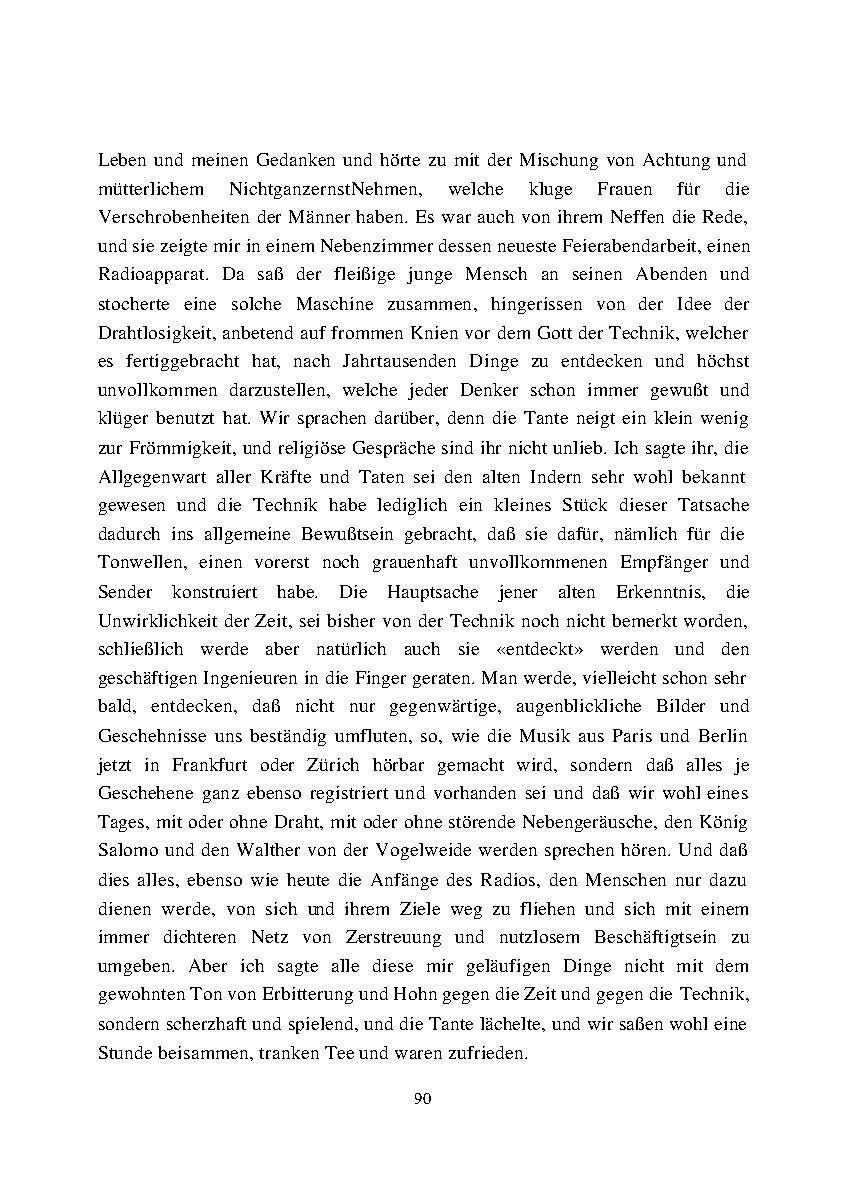 Leben und meinen Gedanken und hörte zu mit der Mischung von Achtung und
mütterlichem NichtganzernstNehmen, welche kluge Frauen für die
Verschrobenheiten der Männer haben. Es war auch von ihrem Neffen die Rede,
und sie zeigte mir in einem Nebenzimmer dessen neueste Feierabendarbeit, einen
Radioapparat. Da saß der fleißige junge Mensch an seinen Abenden und
stocherte eine solche Maschine zusammen, hingerissen von der Idee der
Drahtlosigkeit, anbetend auf frommen Knien vor dem Gott der Technik, welcher
es fertiggebracht hat, nach Jahrtausenden Dinge zu entdecken und höchst
unvollkommen darzustellen, welche jeder Denker schon immer gewußt und
klüger benutzt hat. Wir sprachen darüber, denn die Tante neigt ein klein wenig
zur Frömmigkeit, und religiöse Gespräche sind ihr nicht unlieb. Ich sagte ihr, die
Allgegenwart aller Kräfte und Taten sei den alten Indern sehr wohl bekannt
gewesen und die Technik habe lediglich ein kleines Stück dieser Tatsache
dadurch ins allgemeine Bewußtsein gebracht, daß sie dafür, nämlich für die
Tonwellen, einen vorerst noch grauenhaft unvollkommenen Empfänger und
Sender konstruiert habe. Die Hauptsache jener alten Erkenntnis, die
Unwirklichkeit der Zeit, sei bisher von der Technik noch nicht bemerkt worden,
schließlich werde aber natürlich auch sie «entdeckt» werden und den
geschäftigen Ingenieuren in die Finger geraten. Man werde, vielleicht schon sehr
bald, entdecken, daß nicht nur gegenwärtige, augenblickliche Bilder und
Geschehnisse uns beständig umfluten, so, wie die Musik aus Paris und Berlin
jetzt in Frankfurt oder Zürich hörbar gemacht wird, sondern daß alles je
Geschehene ganz ebenso registriert und vorhanden sei und daß wir wohl eines
Tages, mit oder ohne Draht, mit oder ohne störende Nebengeräusche, den König
Salomo und den Walther von der Vogelweide werden sprechen hören. Und daß
dies alles, ebenso wie heute die Anfänge des Radios, den Menschen nur dazu
dienen werde, von sich und ihrem Ziele weg zu fliehen und sich mit einem
immer dichteren Netz von Zerstreuung und nutzlosem Beschäftigtsein zu
umgeben. Aber ich sagte alle diese mir geläufigen Dinge nicht mit dem
gewohnten Ton von Erbitterung und Hohn gegen die Zeit und gegen die Technik,
sondern scherzhaft und spielend, und die Tante lächelte, und wir saßen wohl eine
Stunde beisammen, tranken Tee und waren zufrieden.
90